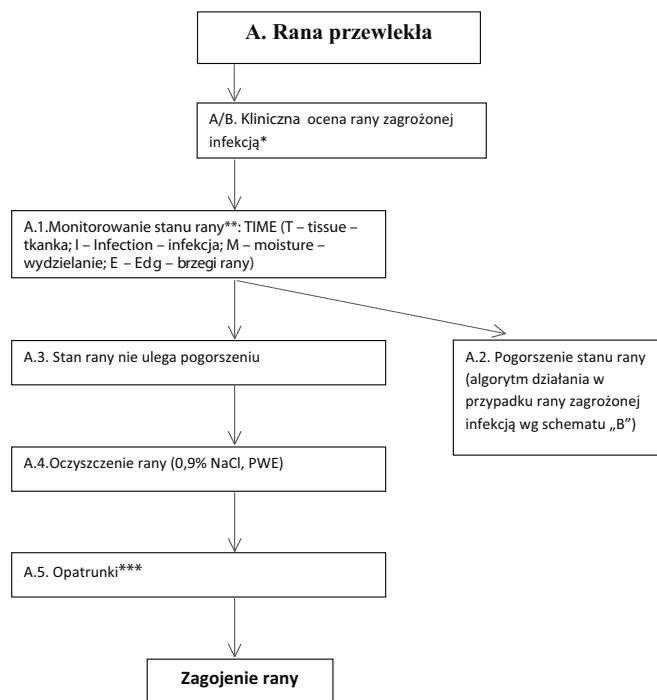 A. Rana przewlekła
A/B. Kliniczna ocena rany zagrożonej
infekcją*
A.1.Monitorowanie stanu rany**: TIME (T – tissue –
tkanka; I – Infection – infekcja; M – moisture –
wydzielanie; E – Edg – brzegi rany)
A.3. Stan rany nie ulega pogorszeniu
A.2. Pogorszenie stanu rany
(algorytm działania w
przypadku rany zagrożonej
infekcją wg schematu „B”)
A.4.Oczyszczenie rany (0,9% NaCl, PWE)
A.5. Opatrunki***
Zagojenie rany